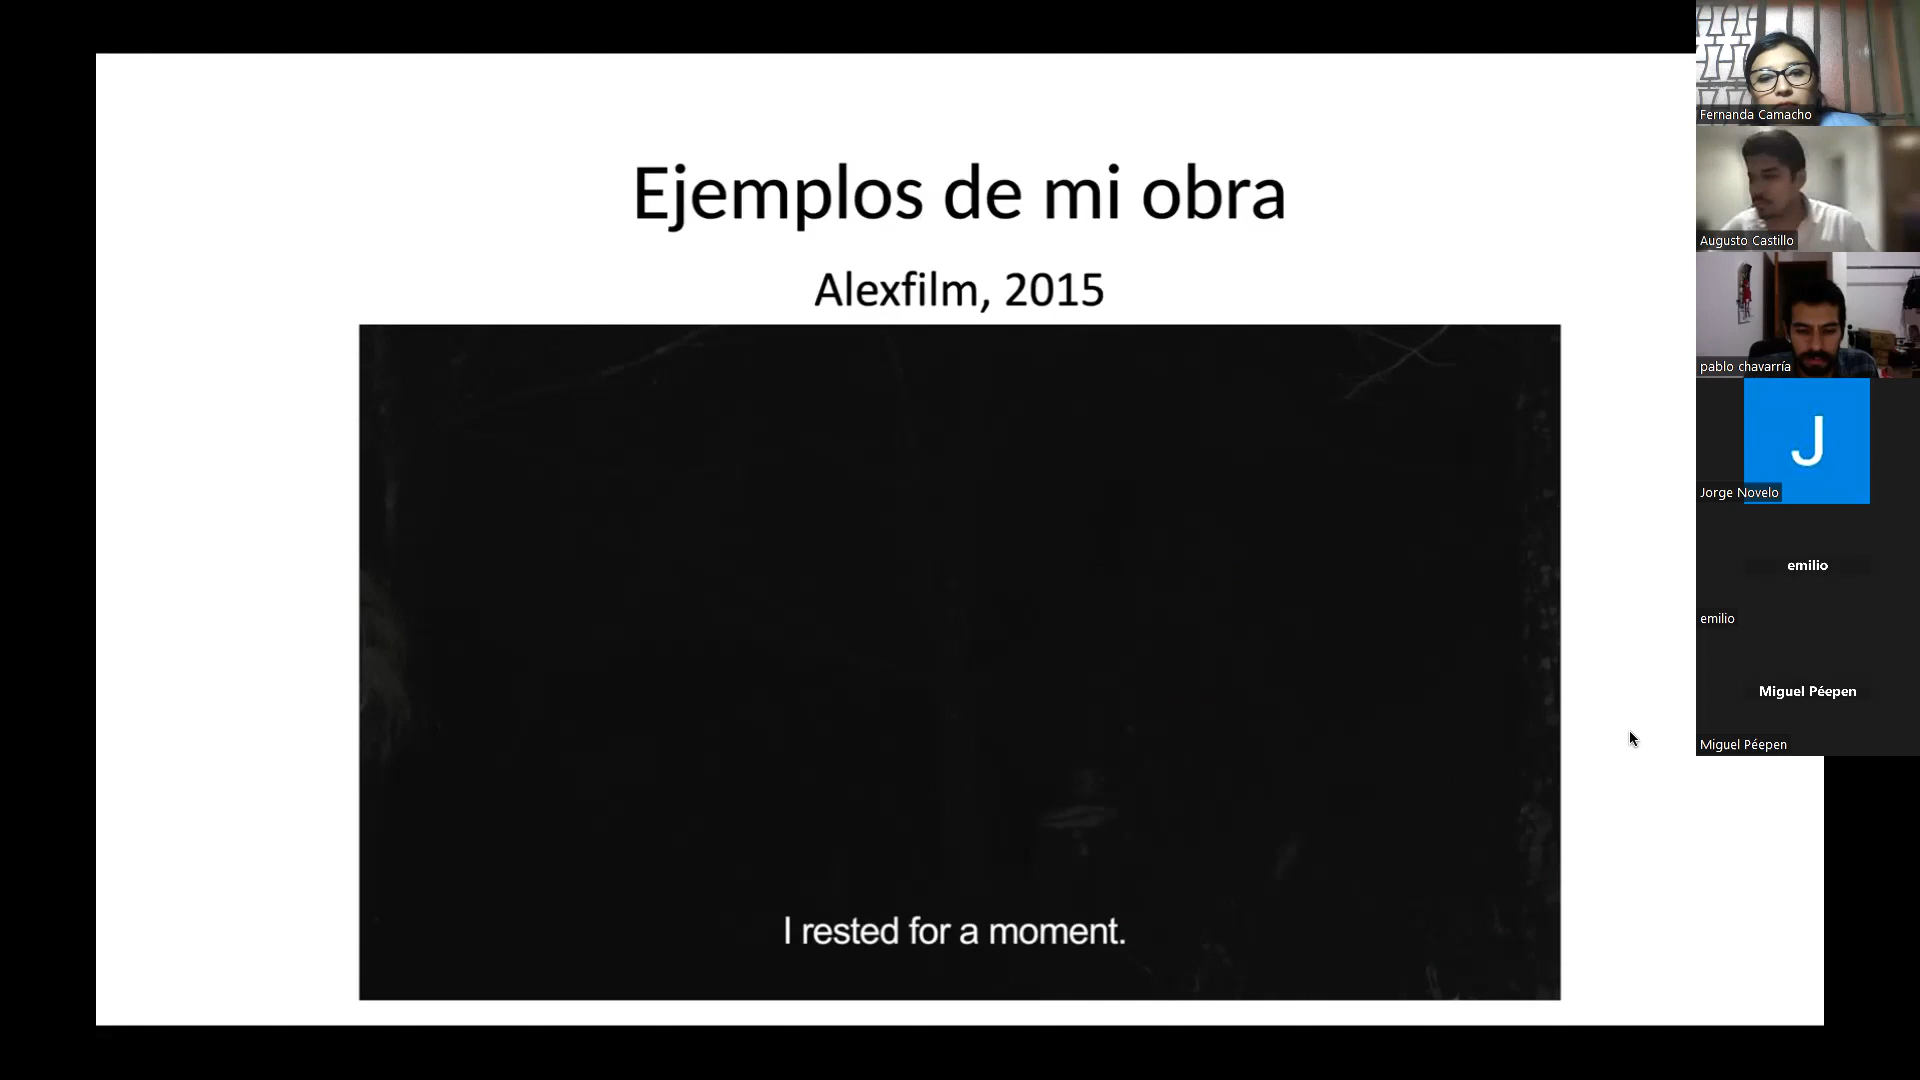 Ejemplos de mi obra
Alexfilm, 2015
I rested for a moment.
Fernanda Camacho
Augusto Castillo
pablo chavarría
J
Jorge Novelo
emilio
emilio
Miguel Péepen
Miguel Péepen